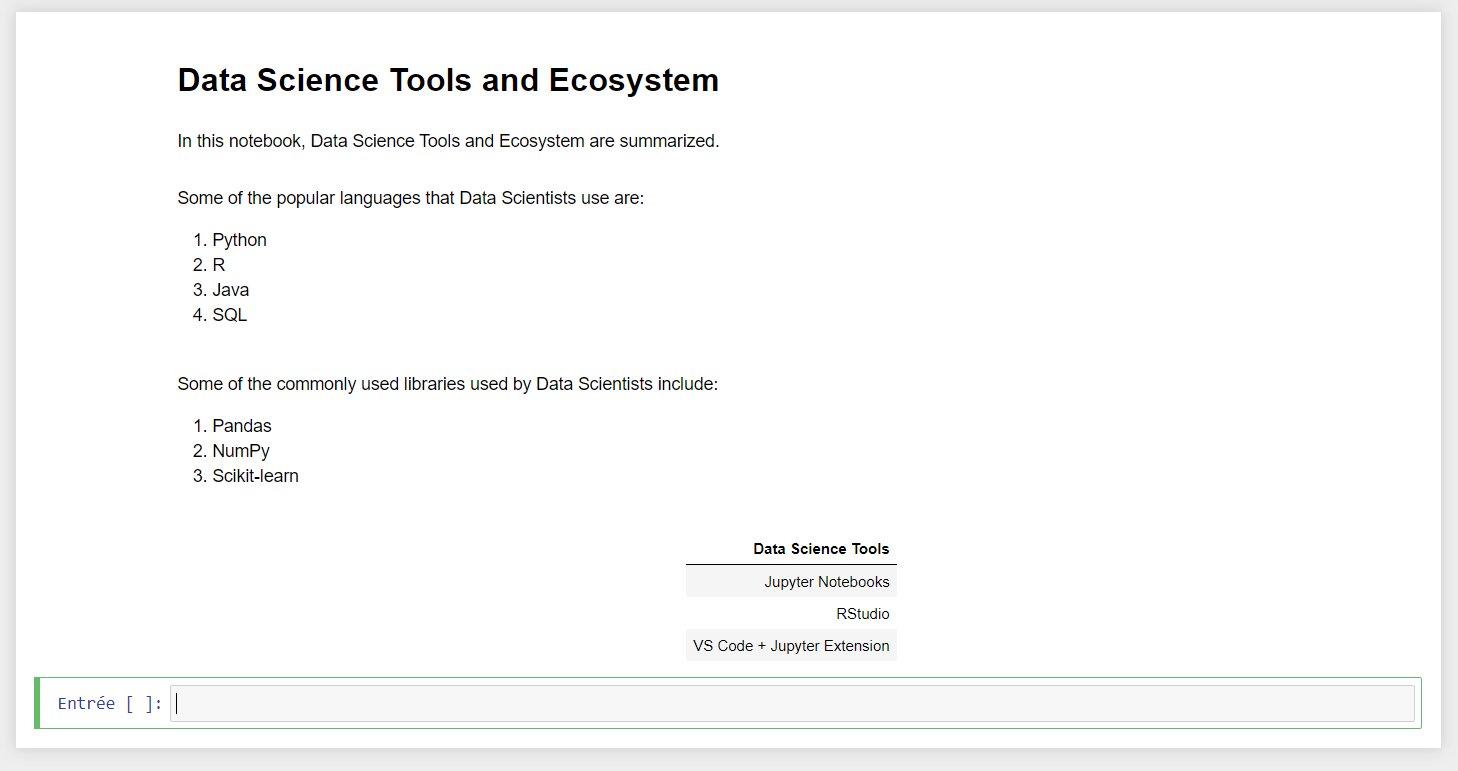 Data Science Tools and Ecosystem
In this notebook, Data Science Tools and Ecosystem are summarized.
Some of the popular languages that Data Scientists use are:
1. Python
2. R
3. Java
4. SQL
Some of the commonly used libraries used by Data Scientists include:
1. Pandas
2. NumPy
3. Scikit-learn
Data Science Tools
Jupyter Notebooks
RStudio
VS Code + Jupyter Extension
Entrée [ ]: